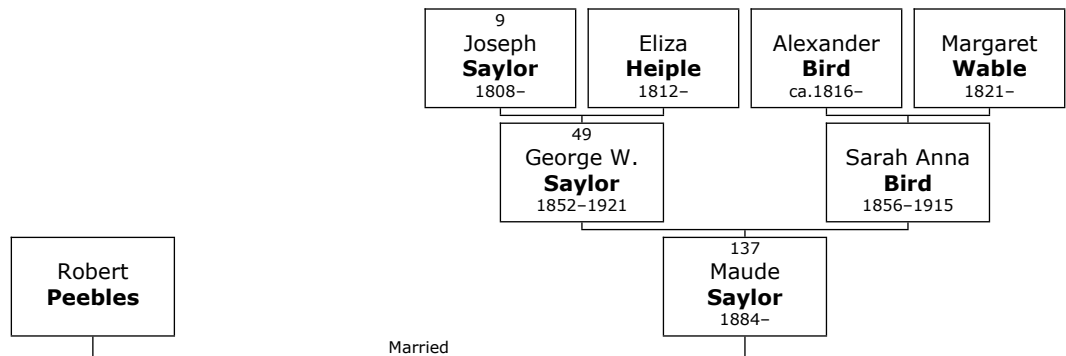 9
Joseph
Saylor
1808–
Eliza
Heiple
1812–
Alexander
Bird
ca.1816–
Margaret
Wable
1821–
49
George W.
Saylor
1852–1921
Sarah Anna
Bird
1856–1915
137
Maude
Saylor
1884–
Robert
Peebles
Married